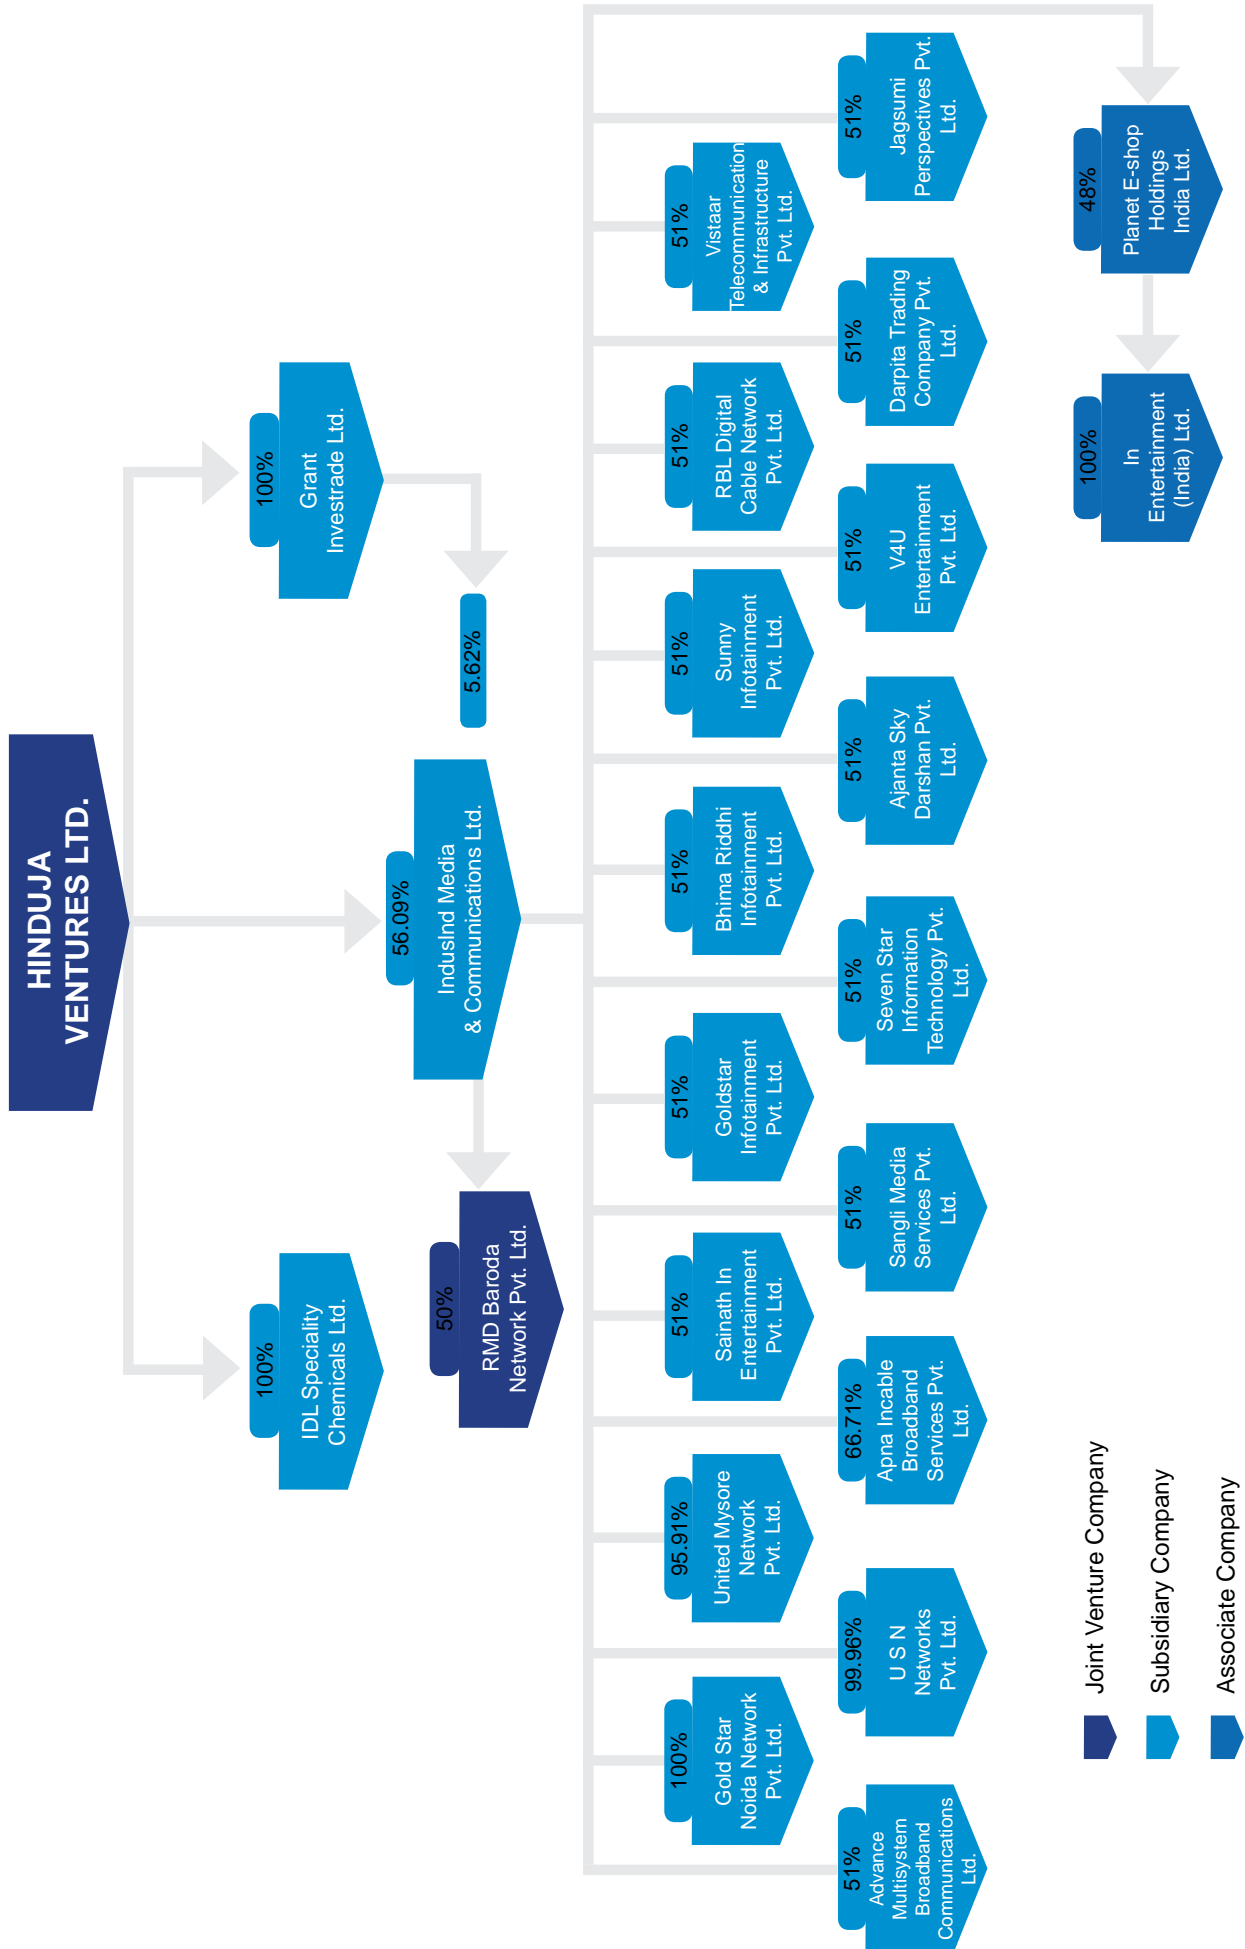 HINDUJA
VENTURES LTD.
100%
IDL Speciality
Chemicals Ltd.
100%
Grant
Investrade Ltd.
56.09%
IndusInd Media
& Communications Ltd.
5.62%
50%
RMD Baroda
Network Pvt. Ltd.
100%
Gold Star
Noida Network
Pvt. Ltd.
95.91%
United Mysore
Network
Pvt. Ltd.
51%
Sainath In
Entertainment
Pvt. Ltd.
51%
Goldstar
Infotainment
Pvt. Ltd.
51%
Bhima Riddhi
Infotainment
Pvt. Ltd.
51%
Sunny
Infotainment
Pvt. Ltd.
51%
RBL Digital
Cable Network
Pvt. Ltd.
51%
Vistaar
Telecommunication
& Infrastructure
Pvt. Ltd.
51%
Advance
Multisystem
Broadband
Communications
Ltd.
99.96%
U S N
Networks
Pvt. Ltd.
66.71%
Apna Incable
Broadband
Services Pvt.
Ltd.
51%
Sangli Media
Services Pvt.
Ltd.
51%
Seven Star
Information
Technology Pvt.
Ltd.
51%
Ajanta Sky
Darshan Pvt.
Ltd.
51%
V4U
Entertainment
Pvt. Ltd.
51%
Darpita Trading
Company Pvt.
Ltd.
51%
Jagsumi
Perspectives Pvt.
Ltd.
100%
In
Entertainment
(India) Ltd.
48%
Planet E-shop
Holdings
India Ltd.
Joint Venture Company
Subsidiary Company
Associate Company